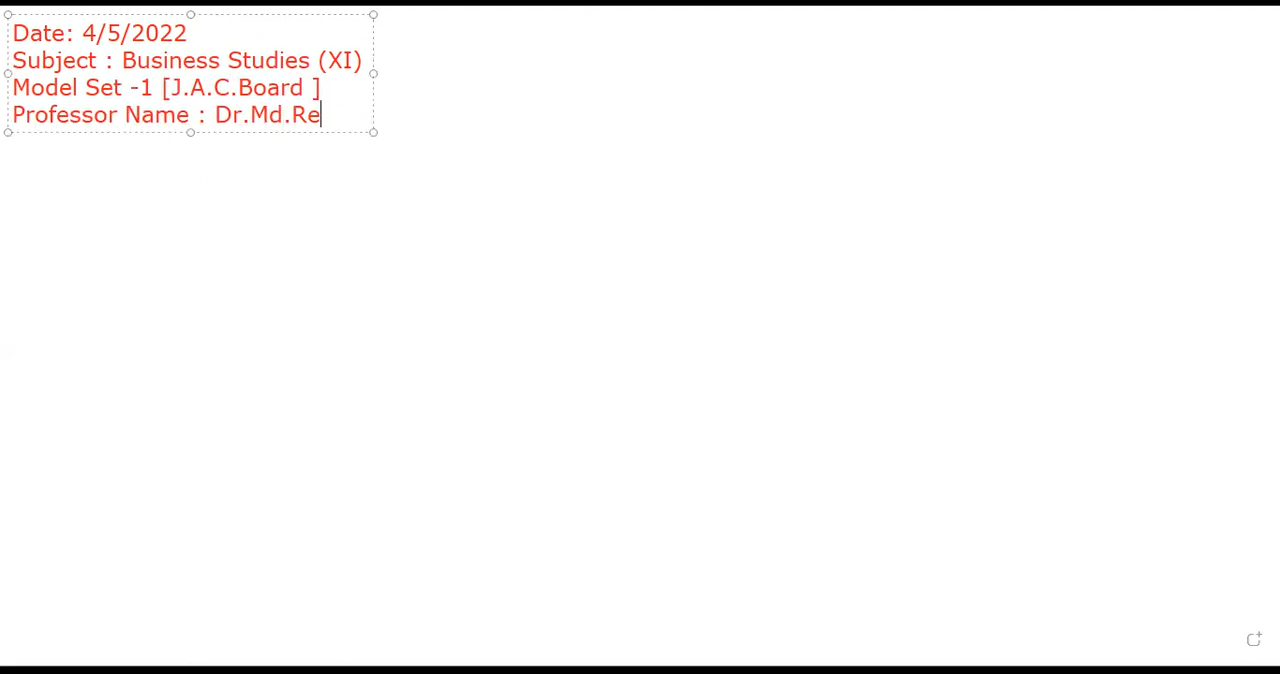 Date: 4/5/2022
Subject : Business Studies (XI)
Model Set -1 [J.A.C.Board ]
Professor Name : Dr.Md.Re